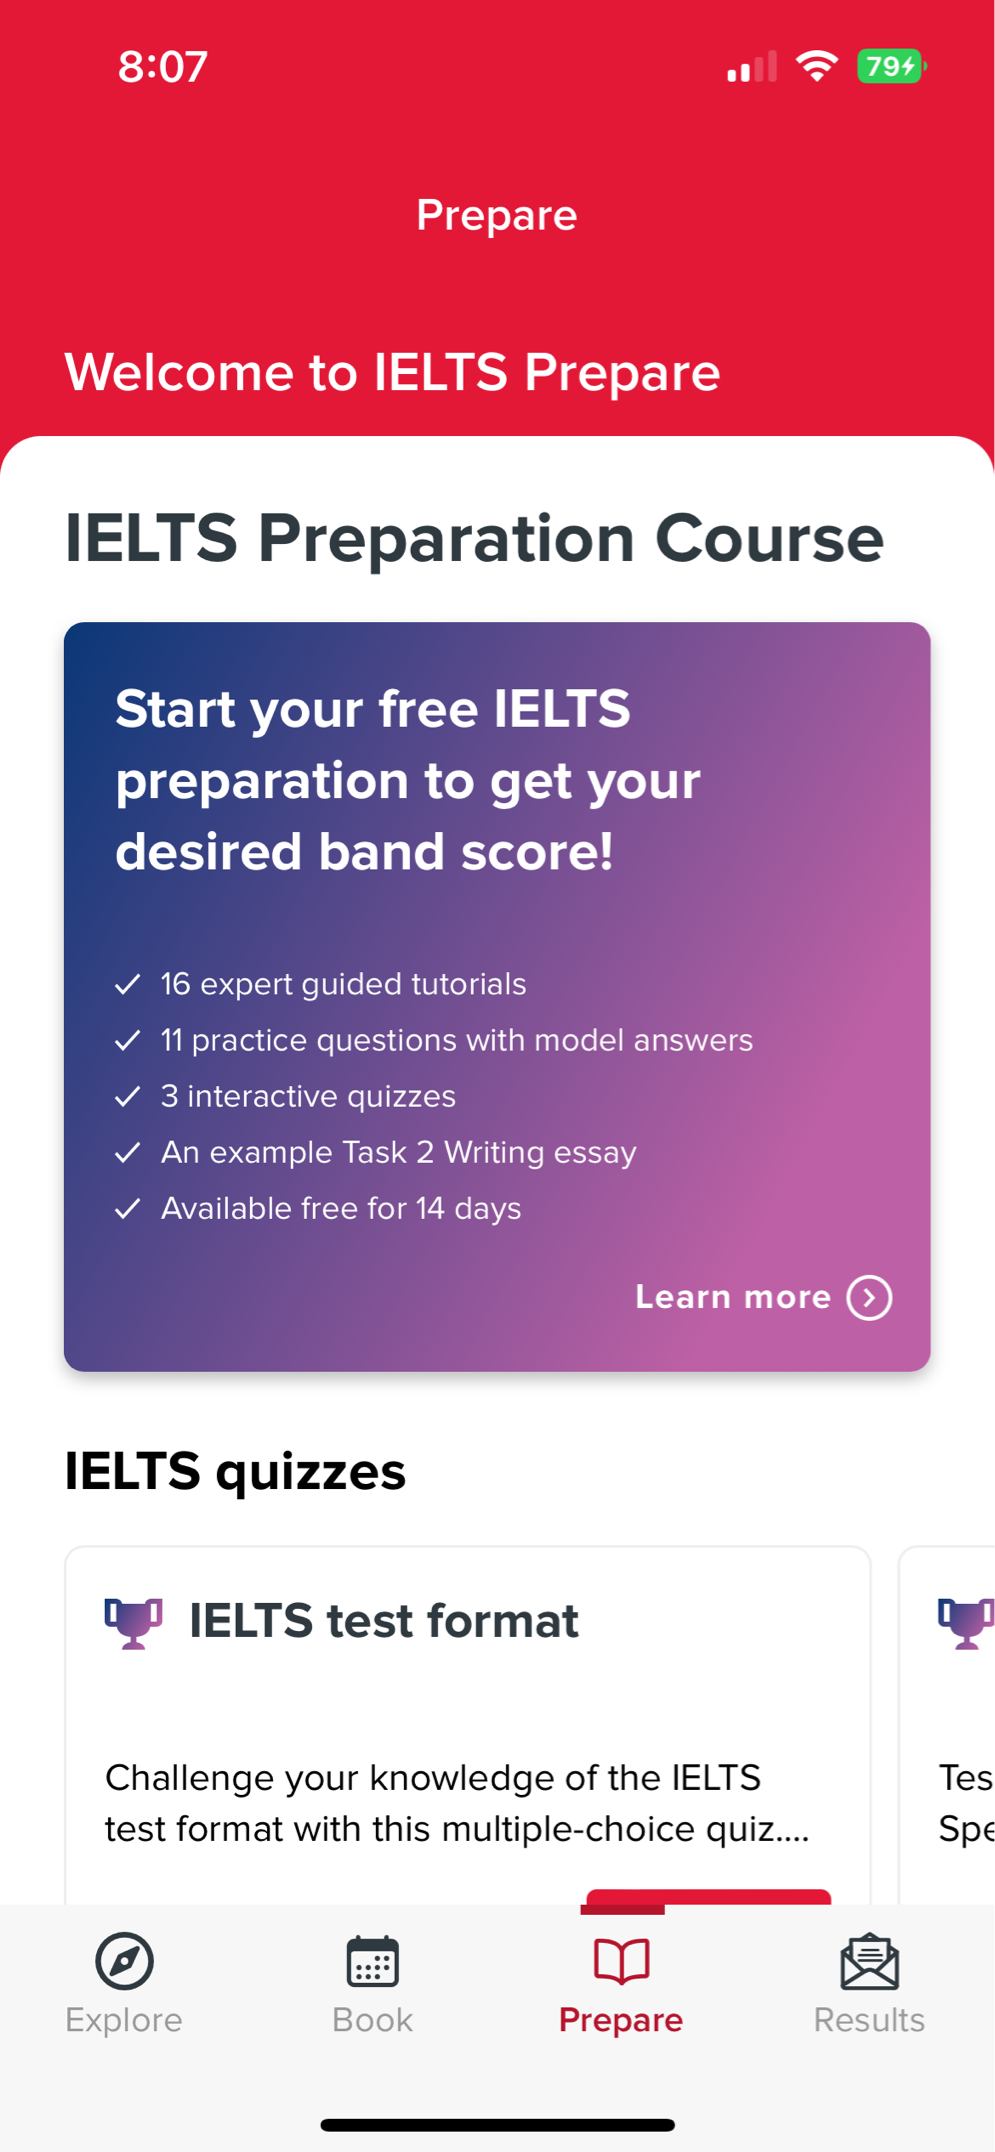 8:07
79
Prepare
Welcome to IELTS Prepare
IELTS Preparation Course
Start your free IELTS
preparation to get your
desired band score!
16 expert guided tutorials
11 practice questions with model answers
3 interactive quizzes
An example Task 2 Writing essay
Available free for 14 days
Learn more
IELTS quizzes
IELTS test format
Challenge your knowledge of the IELTS
test format with this multiple-choice quiz....
Tes
Spe
Explore
Book
Prepare
Results